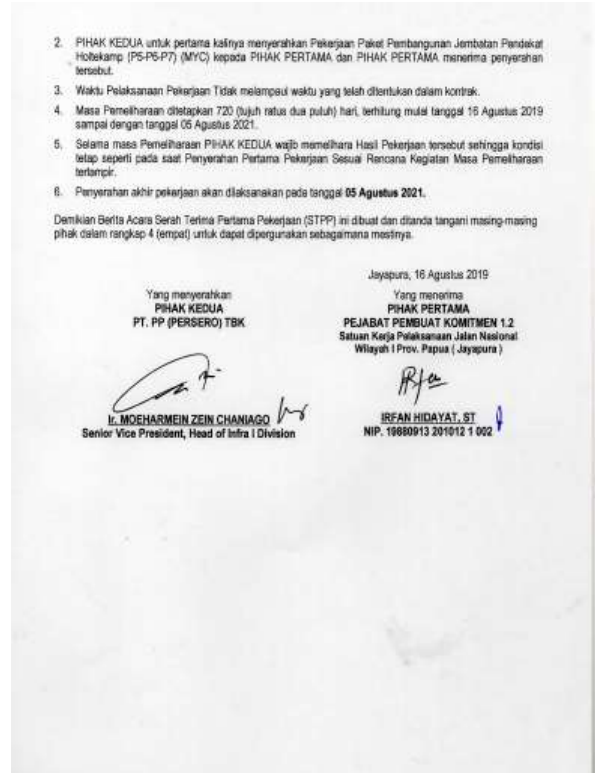 2. PIHAK KEDUA untuk pertama kalinya menyerahkan Pekerjaan Paket Pembangunan Jembatan Pendekat
Holtekamp (P5-P6-P7) (MYC) kepada PIHAK PERTAMA dan PIHAK PERTAMA menerima penyerahan
tersebut.
3. Waktu Pelaksanaan Pekerjaan Tidak melampaui waktu yang telah ditentukan dalam kontrak.
4. Masa Pemeliharaan ditetapkan 720 (tujuh ratus dua puluh) hari, terhitung mulai tanggal 16 Agustus 2019
sampai dengan tanggal 05 Agustus 2021.
5. Selama masa Pemeliharaan PIHAK KEDUA wajib memelihara Hasil Pekerjaan tersebut sehingga kondisi
tetap seperti pada saat Penyerahan Pertama Pekerjaan Sesuai Rencana Kegiatan Masa Pemeliharaan
terlampir.
6. Penyerahan akhir pekerjaan akan dilaksanakan pada tanggal 05 Agustus 2021.
Demikian Berita Acara Serah Terima Pertama Pekerjaan (STPP) ini dibuat dan ditanda tangani masing-masing
pihak dalam rangkap 4 (empat) untuk dapat dipergunakan sebagaimana mestinya.
Jayapura, 16 Agustus 2019
Yang menyerahkan
PIHAK KEDUA
PT. PP (PERSERO) TBK
Yang menerima
PIHAK PERTAMA
PEJABAT PEMBUAT KOMITMEN 1.2
Satuan Kerja Pelaksanaan Jalan Nasional
Wilayah I Prov. Papua ( Jayapura )
Ir. MOEHARMEIN ZEIN CHANIAGO
Senior Vice President, Head of Infra I Division
IRFAN HIDAYAT, ST
NIP. 19880913 201012 1 002